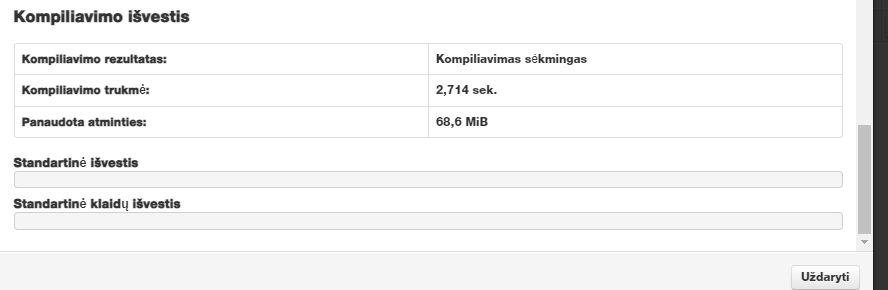 Kompiliavimo išvestis
Kompiliavimo rezultatas: Kompiliavimas sėkmingas
Kompiliavimo trukmė: 2,714 sek.
Panaudota atminties: 68,6 MiB
Standartinė išvestis
Standartinė klaidų išvestis
Uždaryti